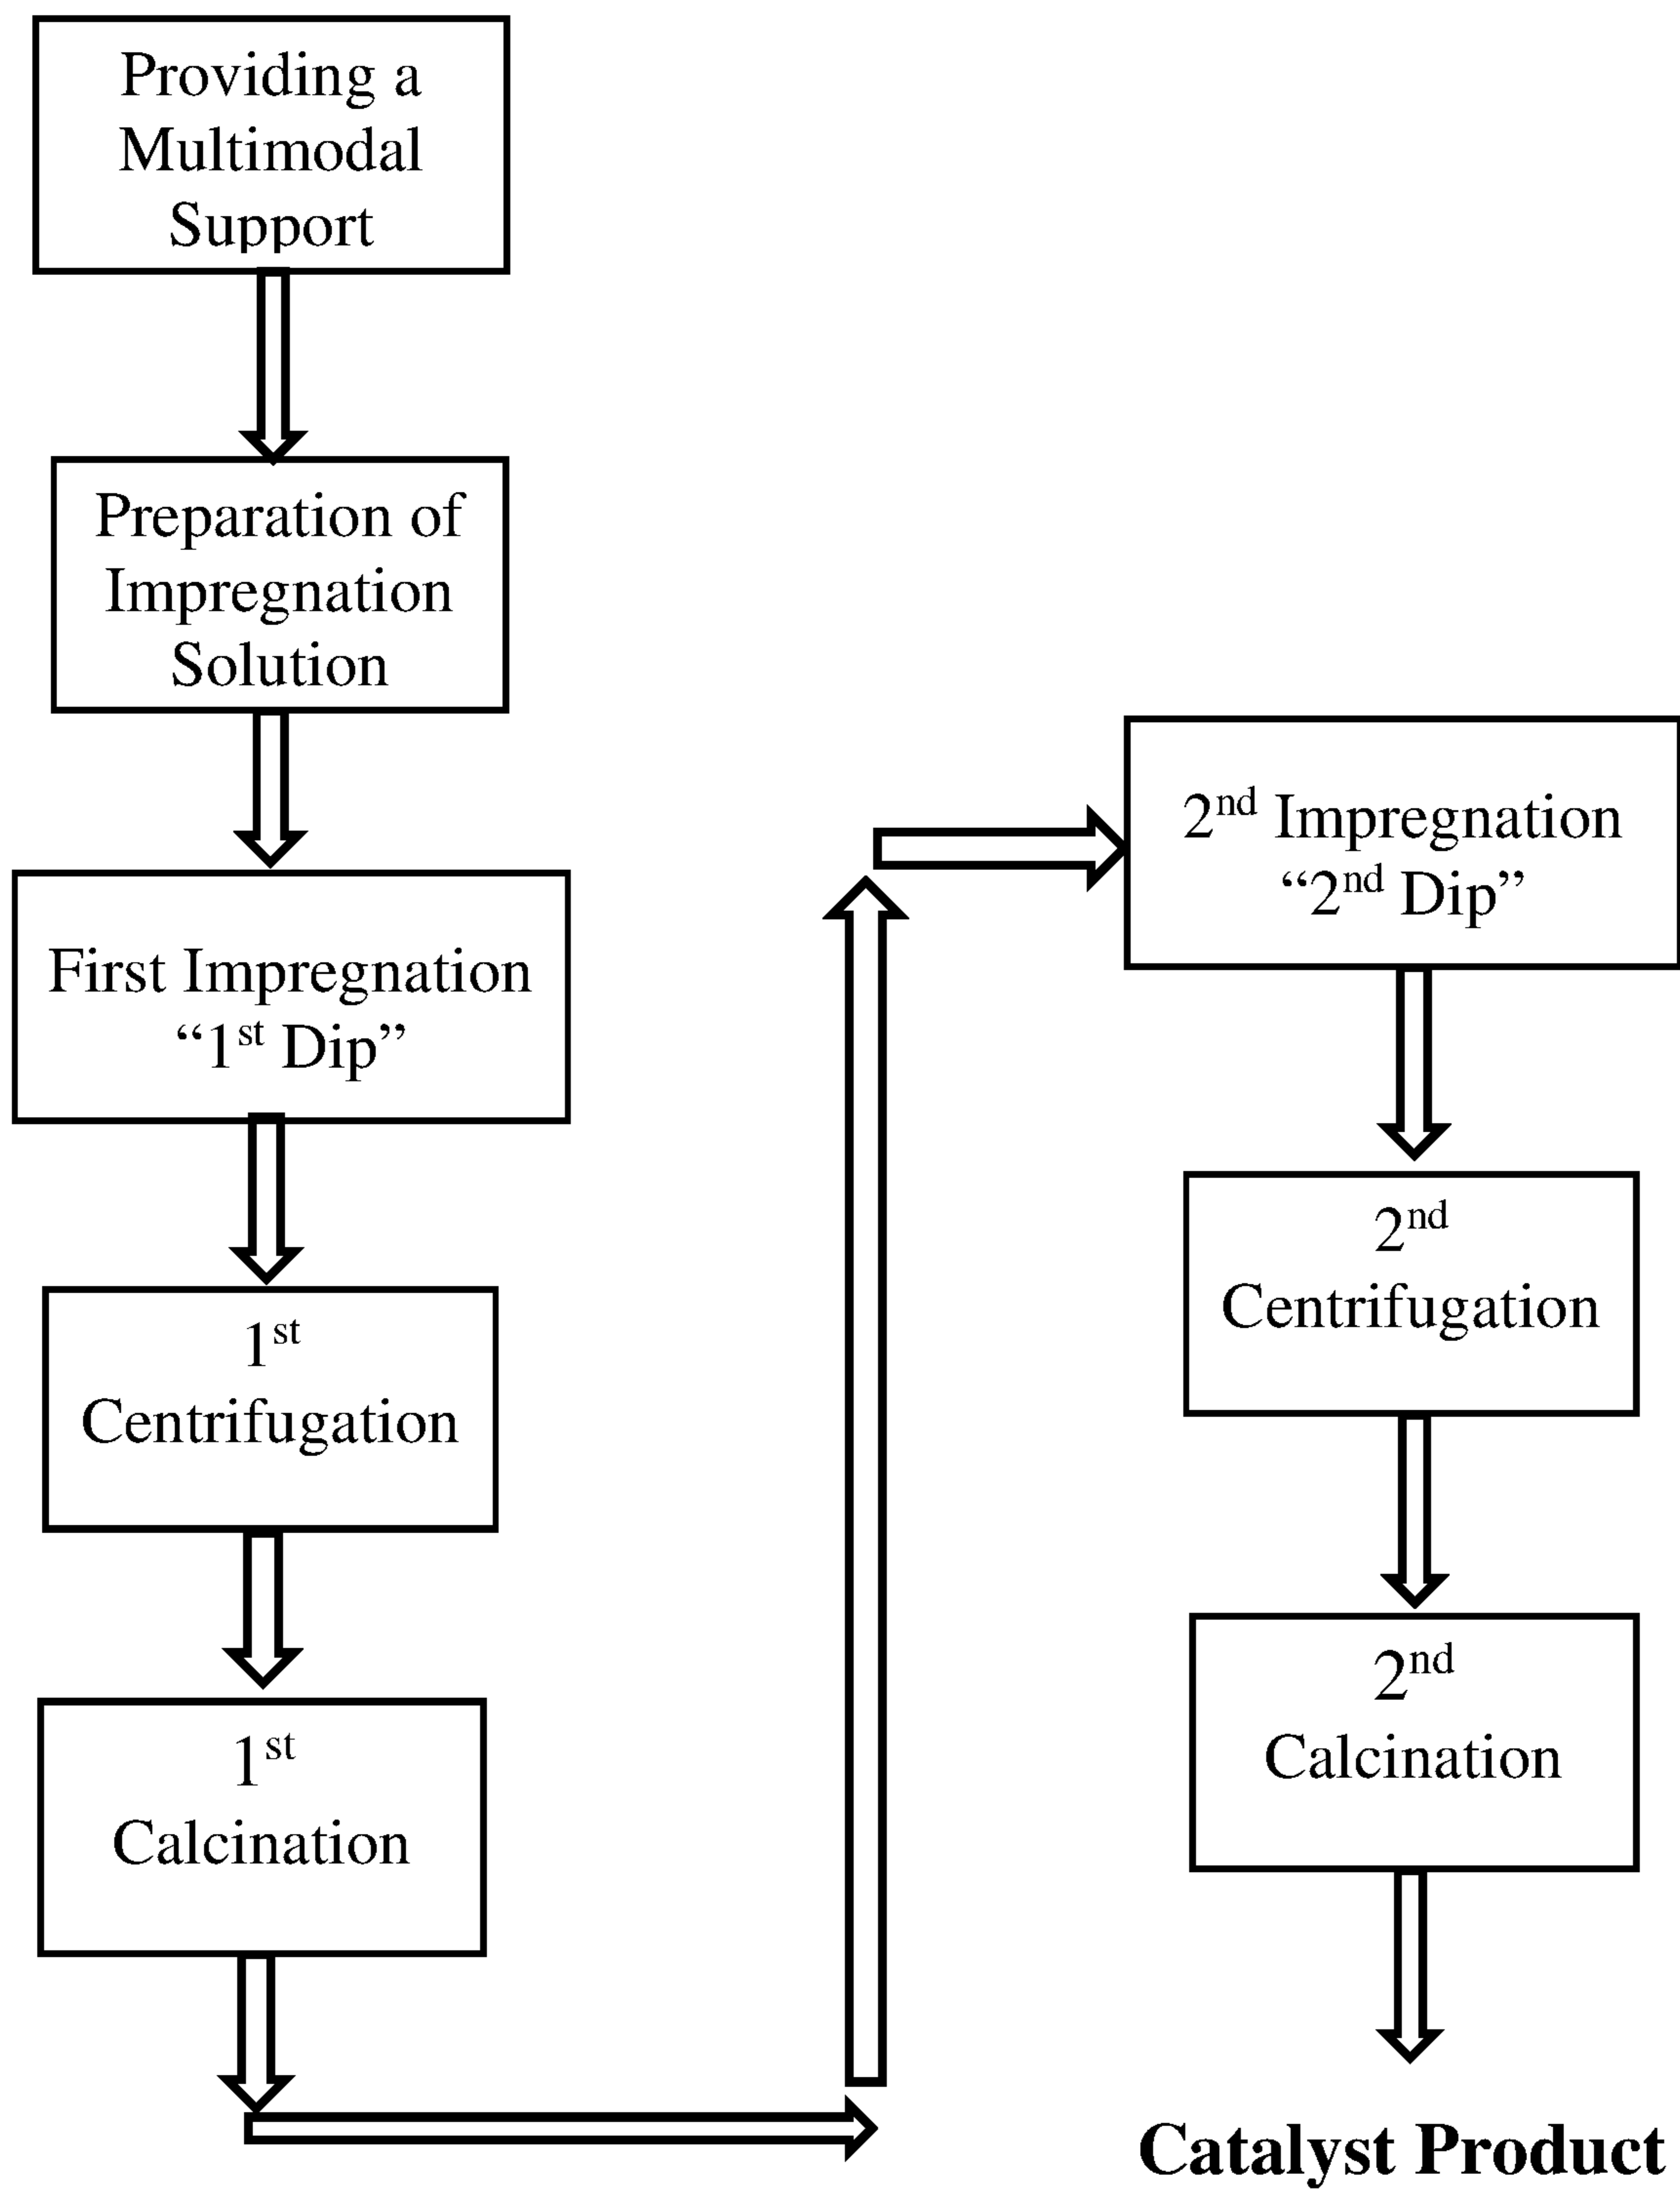 Providing a
Multimodal
Support
Preparation of
Impregnation
Solution
First Impregnation
“1st Dip”
1st
Centrifugation
1st
Calcination
2nd Impregnation
“2nd Dip”
2nd
Centrifugation
2nd
Calcination
Catalyst Product